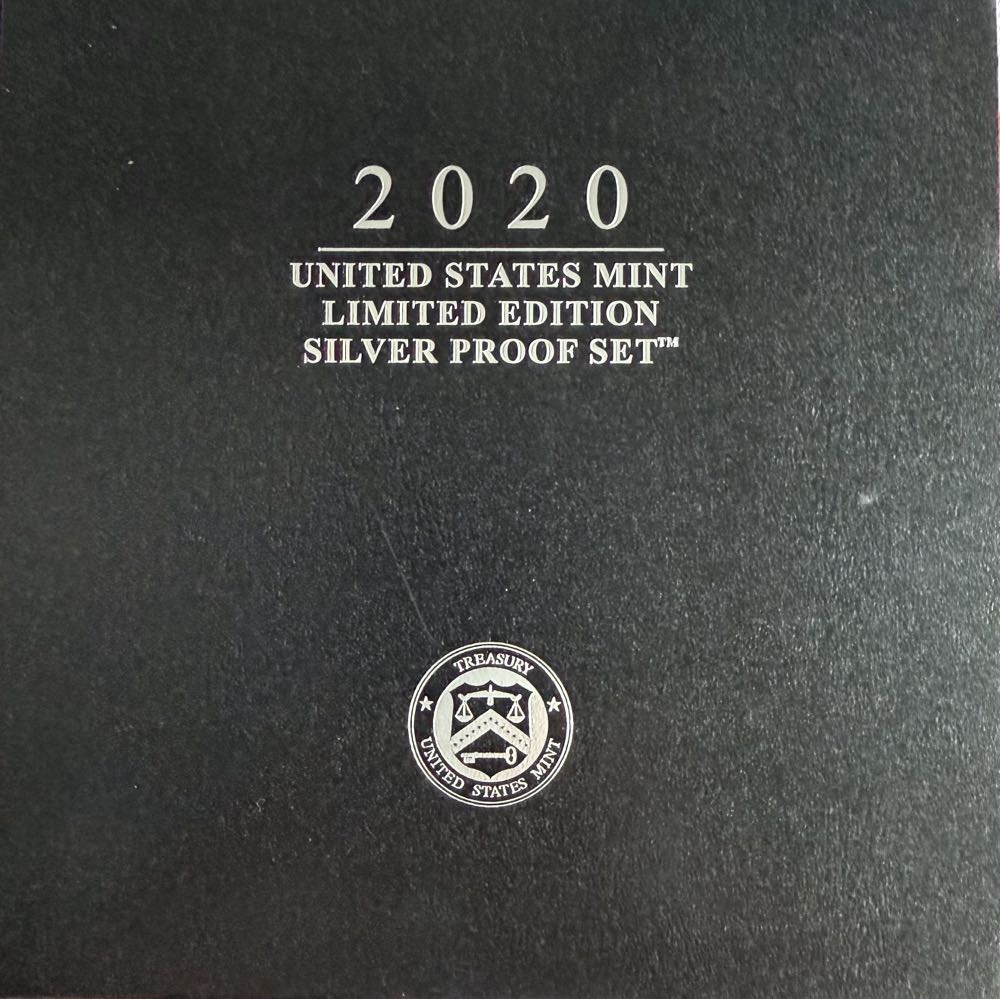 2020
UNITED STATES MINT
LIMITED EDITION
SILVER PROOF SET™
TREASURY
UNITED STATES MINT